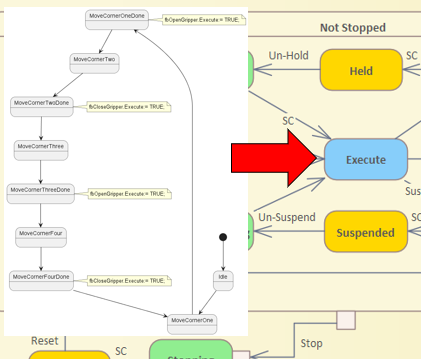 MoveCornerOneDone
fbOpenGripper.Execute = TRUE;
MoveCornerTwo
MoveCornerTwoDone
fbCloseGripper.Execute = TRUE;
MoveCornerThree
MoveCornerThreeDone
fbOpenGripper.Execute = TRUE;
MoveCornerFour
MoveCornerFourDone
fbCloseGripper.Execute = TRUE;
Idle
MoveCornerOne
Not Stopped
Un-Hold
Held
SC
SC
Execute
Sus
Un-Suspend
Suspended
SC
Reset
SC
Stop
Stopping